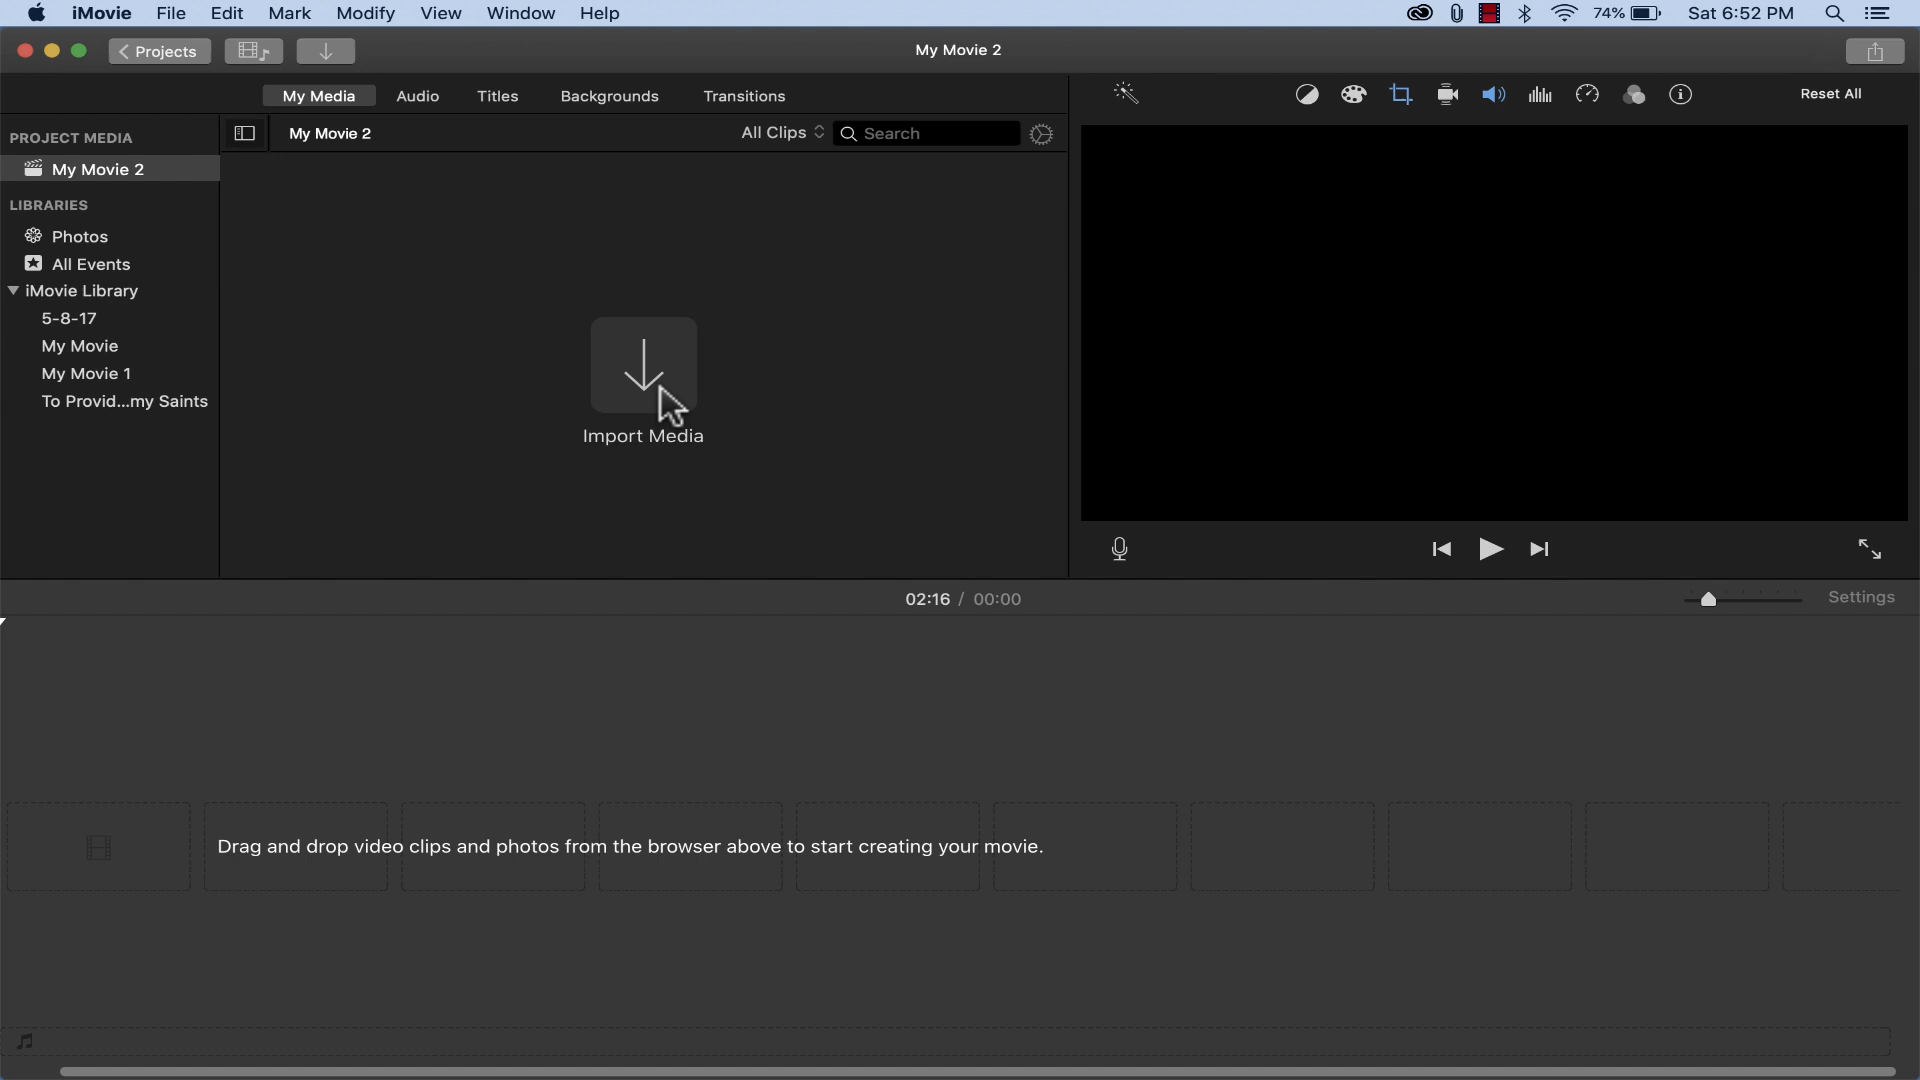 iMovie File Edit Mark Modify View Window Help 74% Sat 6:52 PM
Projects My Movie 2
My Media Audio Titles Backgrounds Transitions Reset All
PROJECT MEDIA My Movie 2 All Clips Search
My Movie 2
LIBRARIES
Photos
All Events
iMovie Library
5-8-17
My Movie
My Movie 1
To Provid...my Saints
Import Media
02:16 / 00:00 Settings
Drag and drop video clips and photos from the browser above to start creating your movie.